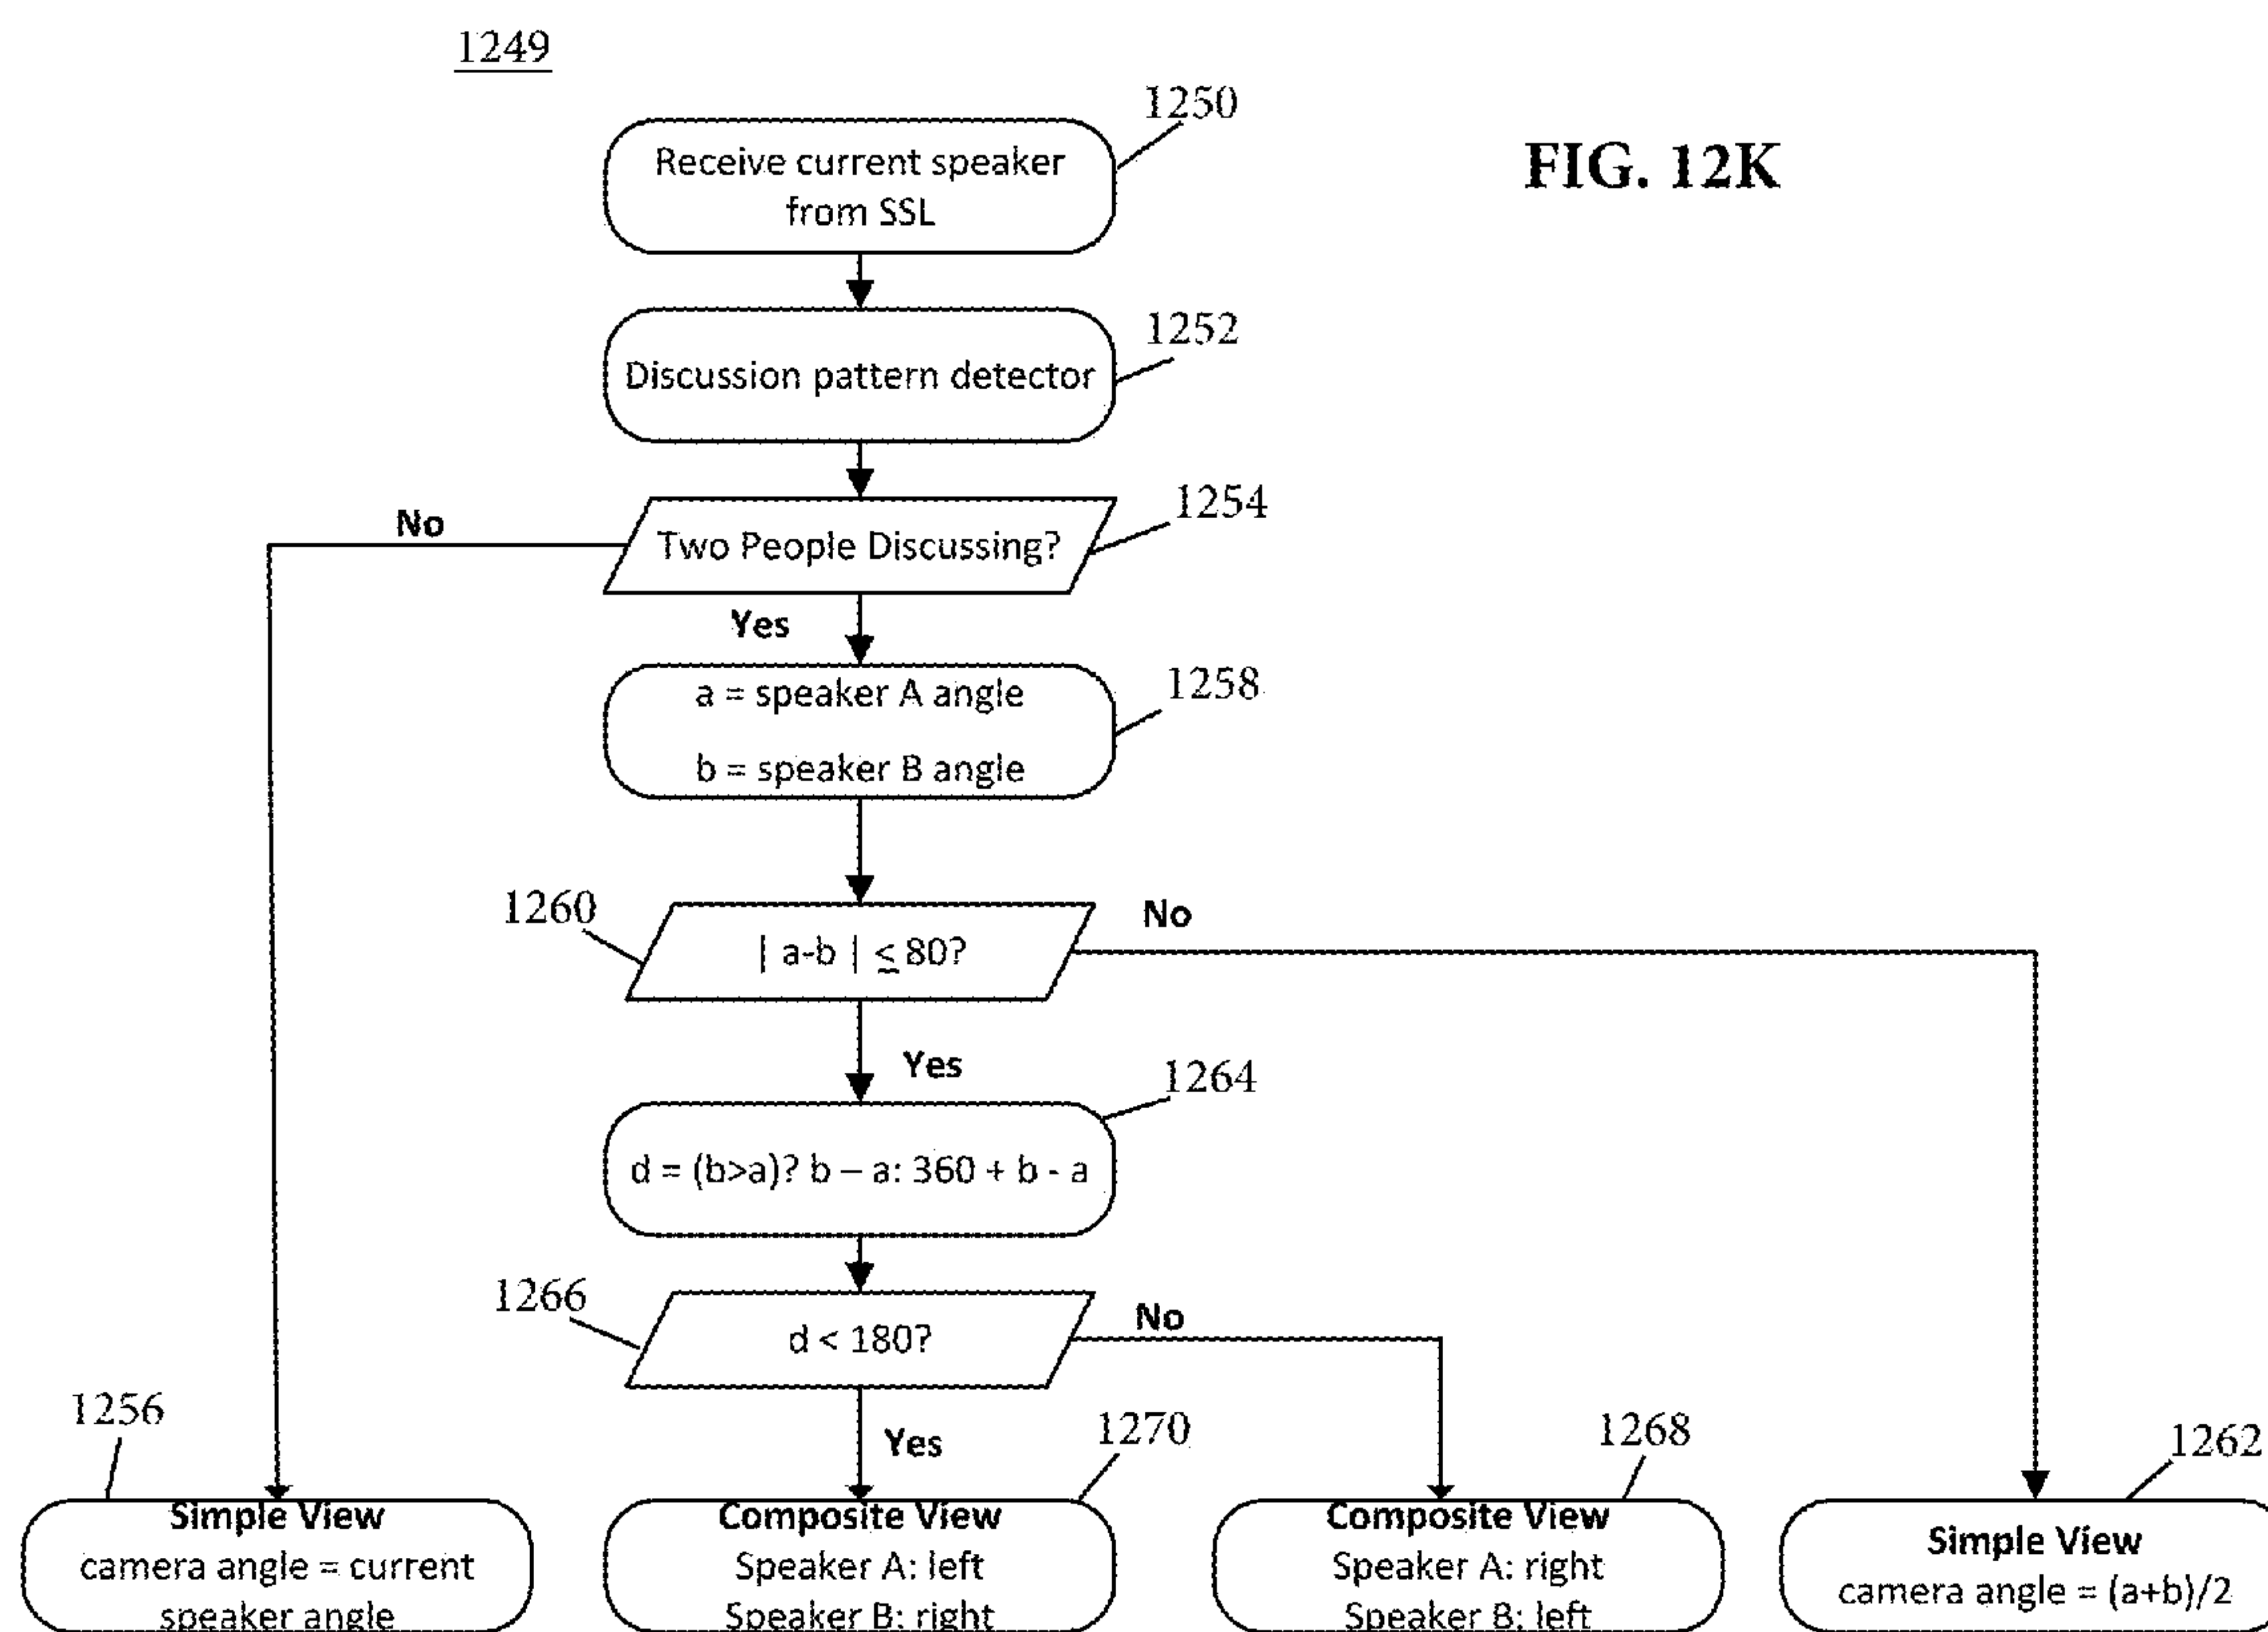 1249
1250
Receive current speaker
from SSL
FIG. 12K
1252
Discussion pattern detector
1254
No
Two People Discussing?
Yes
1258
a = speaker A angle
b = speaker B angle
1260
No
| a-b | ≤ 80?
Yes
1264
d = (b>a)? b – a: 360 + b - a
1266
No
d < 180?
1256
Yes
1270
1268
1262
Simple View
camera angle = current
speaker angle
Composite View
Speaker A: left
Speaker B: right
Composite View
Speaker A: right
Speaker B: left
Simple View
camera angle = (a+b)/2